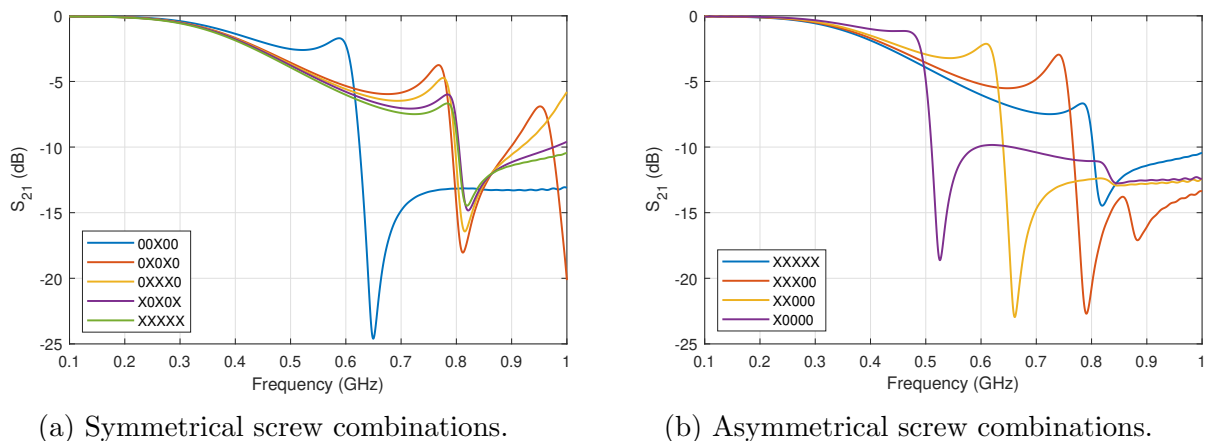 0
-5
-10
-15
-20
-25
S21 (dB)
00X00
0X0X0
0XXX0
X0X0X
XXXXX
0.1 0.2 0.3 0.4 0.5 0.6 0.7 0.8 0.9 1
Frequency (GHz)
(a) Symmetrical screw combinations.
0
-5
-10
-15
-20
-25
S21 (dB)
XXXXX
XXX00
XX000
X0000
0.1 0.2 0.3 0.4 0.5 0.6 0.7 0.8 0.9 1
Frequency (GHz)
(b) Asymmetrical screw combinations.